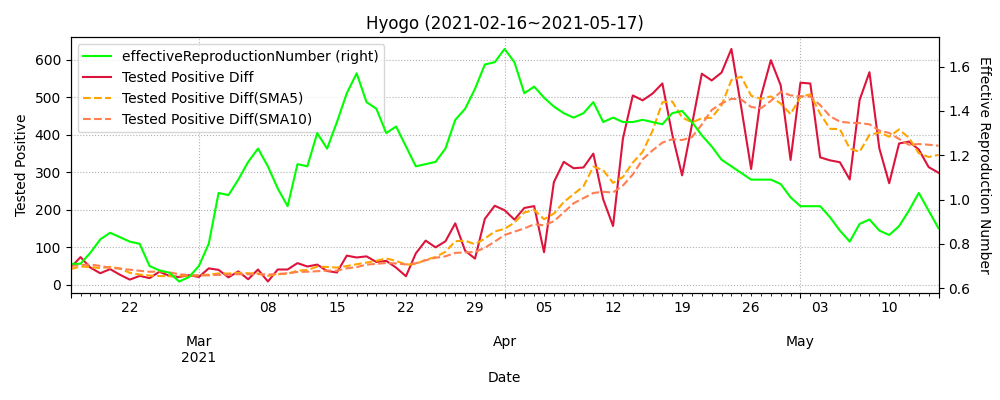 Hyogo (2021-02-16~2021-05-17)
effectiveReproductionNumber (right)
Tested Positive Diff
Tested Positive Diff(SMA5)
Tested Positive Diff(SMA10)
Tested Positive
600
500
400
300
200
100
0
Effective Reproduction Number
1.6
1.4
1.2
1.0
0.8
0.6
22 08 15 22 29 05 12 19 26 03 10
Mar Apr May
2021
Date